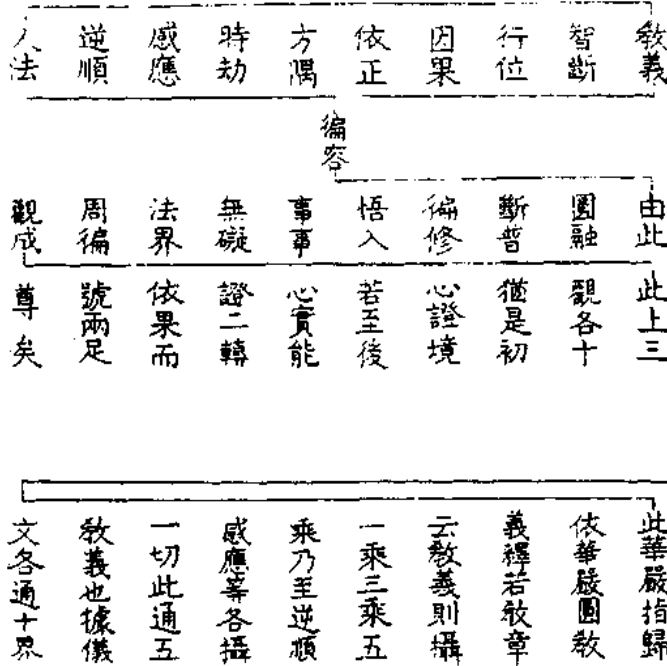 教義
智斷
行位
因果
依正
方隅
時劫
感應
逆順
人法
徧容
由此
圓融
斷普
徧修
悟入
事事
無礙
法界
周徧
觀成
此上三
觀各十
猶是初
心證境
若至後
心實能
證二轉
依果而
號兩足
尊矣
此華嚴指歸
依華嚴圓教
義釋若教章
云教義則攝
一乘三乘五
乘乃至逆順
感應等各攝
一切此通五
教義也據儀
文各通十界